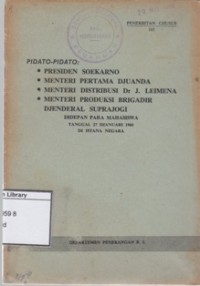 PENERBITAN CHUSUS
PIDATO-PIDATO:
* PRESIDEN SOEKARNO
* MENTERI PERTAMA DJUANDA
* MENTERI DISTRIBUSI Dr J. LEIMENA
* MENTERI PRODUKSI BRIGADIR
DJENDERAL SUPRAJOGI
DIDEPAN PARA MAHASISWA
TANGGAL 27 DJANUARI 1960
DI ISTANA NEGARA
n Library
DEPARTEMEN PENERANGAN R. I.